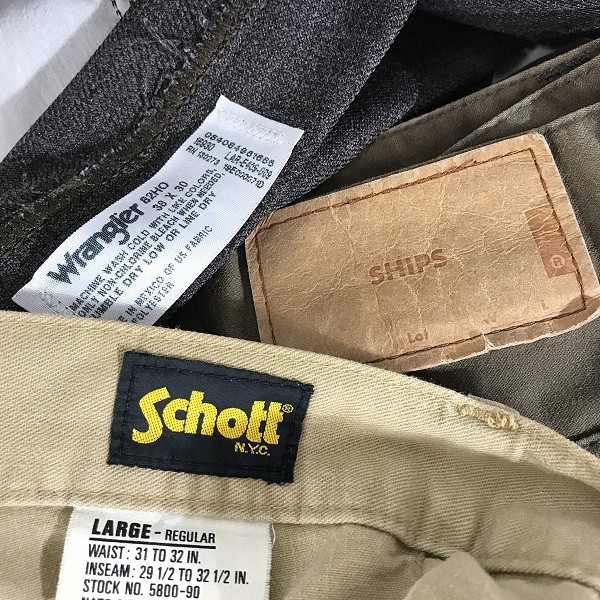 Wrangler 82HO
38 X 30
MACHINE WASH COLD WITH LIKE COLORS,
ONLY NON-CHLORINE BLEACH WHEN NEEDED,
TUMBLE DRY LOW OR LINE DRY
IN MEXICO OF US FABRIC
POLYESTER
SHIPS
®
Lot W L
Schott®
N.Y.C.
LARGE - REGULAR
WAIST: 31 TO 32 IN.
INSEAM: 29 1/2 TO 32 1/2 IN.
STOCK NO. 5800-90